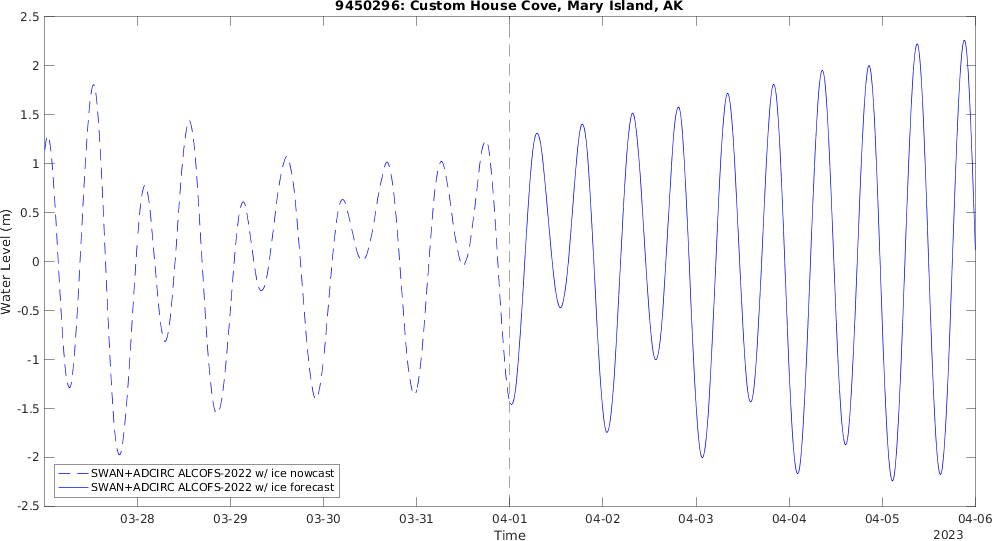 9450296: Custom House Cove, Mary Island, AK
2.5
2
1.5
1
0.5
0
-0.5
-1
-1.5
-2
-2.5
Water Level (m)
SWAN+ADCIRC ALCOFS-2022 w/ ice nowcast
SWAN+ADCIRC ALCOFS-2022 w/ ice forecast
03-28 03-29 03-30 03-31 04-01 04-02 04-03 04-04 04-05 04-06
Time
2023